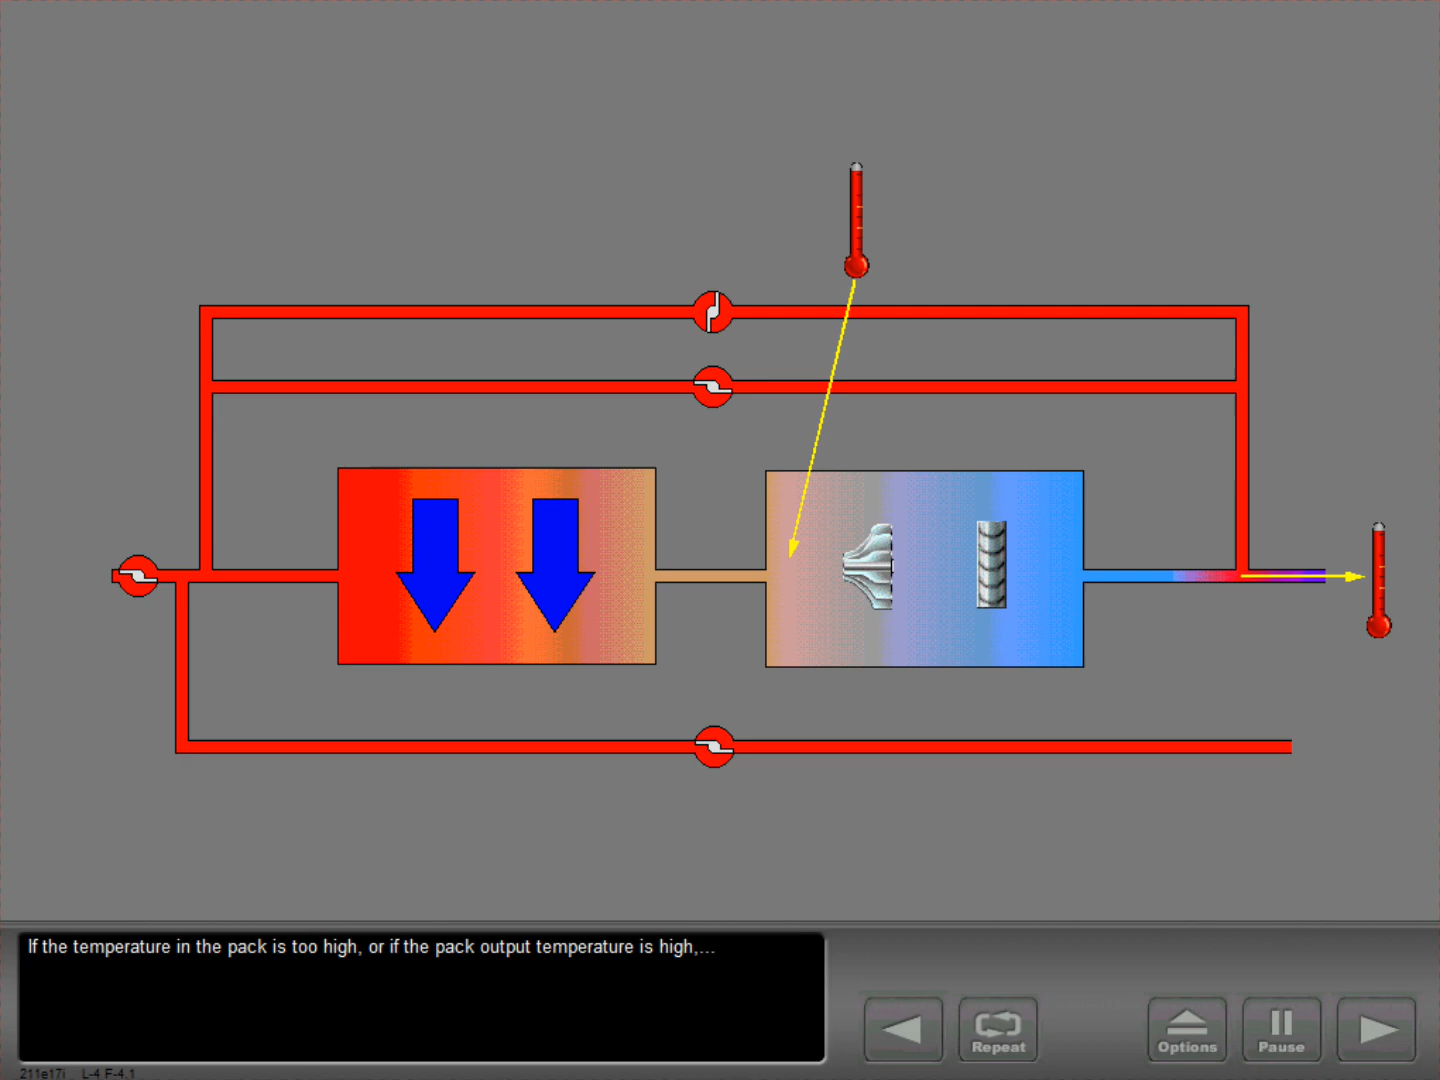 If the temperature in the pack is too high, or if the pack output temperature is high,...
Repeat
Options
Pause
211e17i L-4 F-4.1